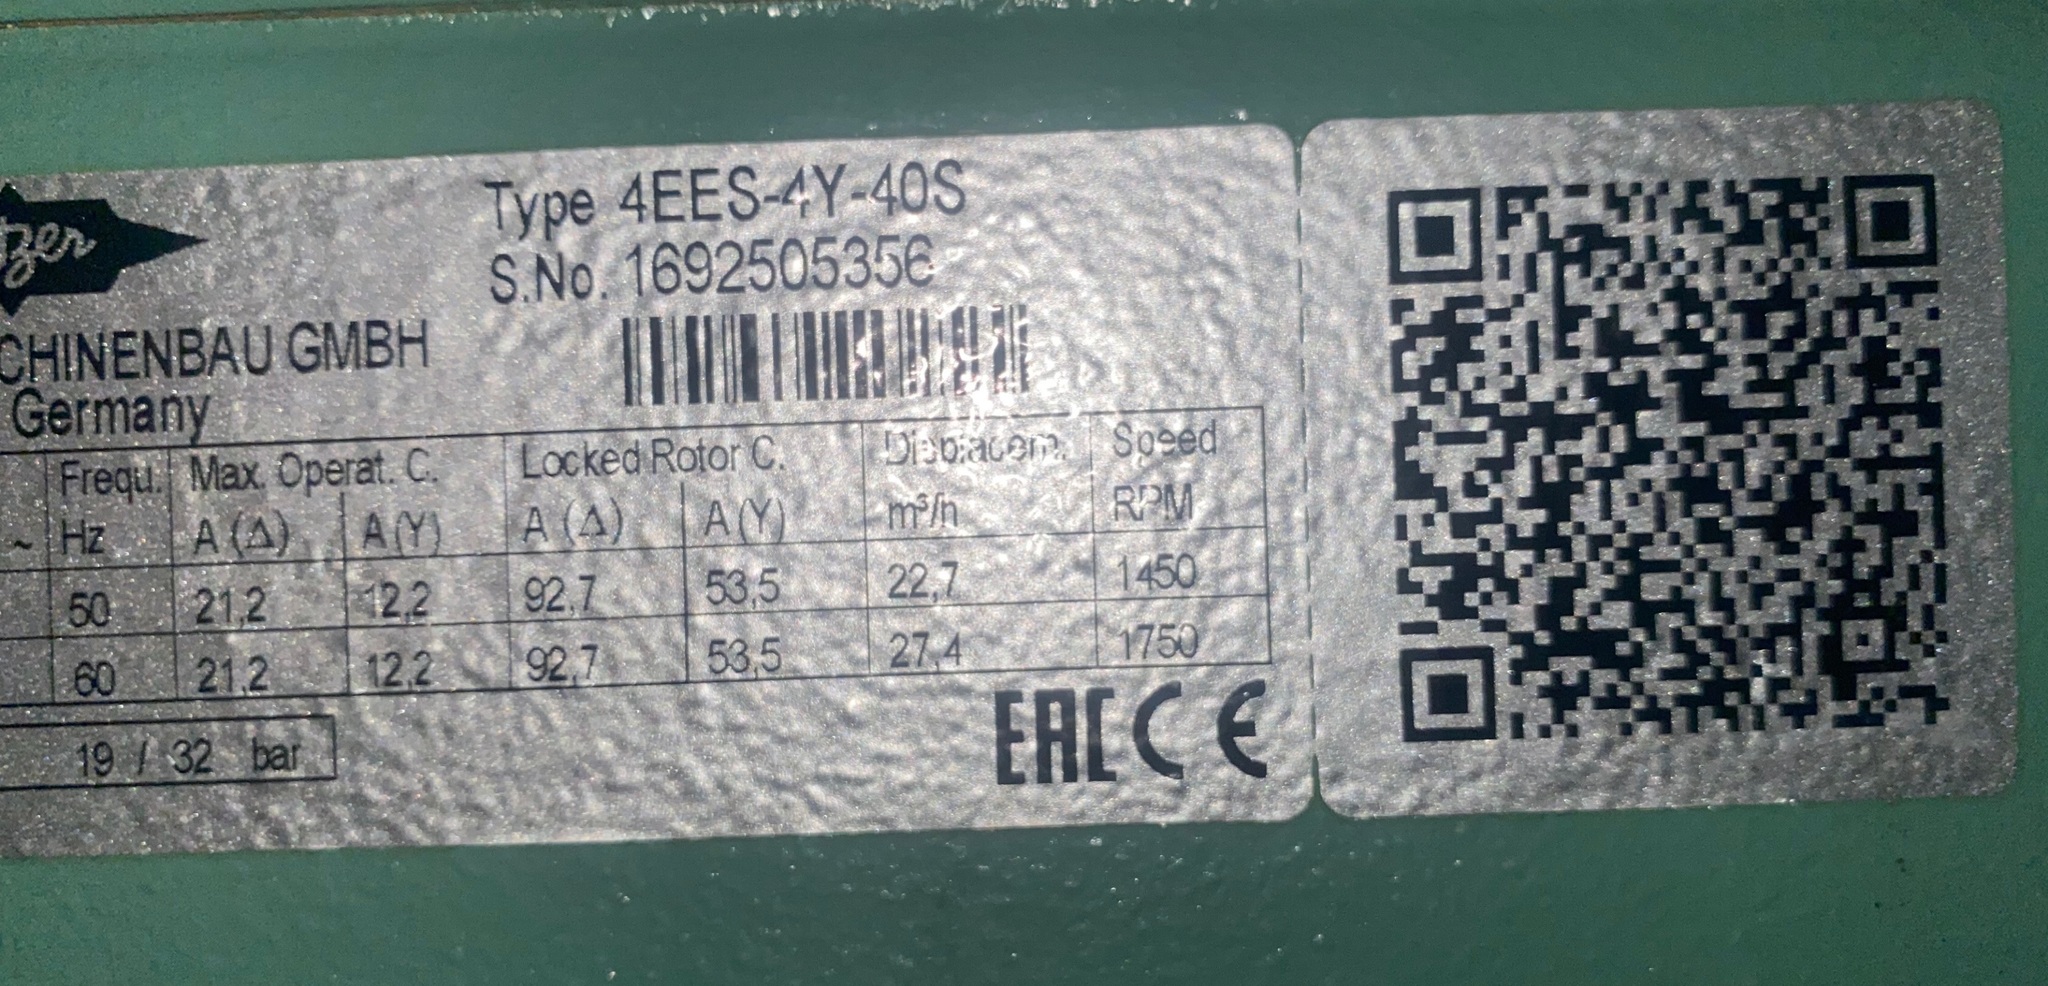 Type 4EES-4Y-40S
S.No. 1692505356
zer
CHINENBAU GMBH
Germany
Frequ. Max. Operat. C. Locked Rotor C. Displacem. Speed
~ Hz A (Δ) A (Y) A (Δ) A (Y) m³/h RPM
50 21,2 12,2 92,7 53,5 22,7 1450
60 21,2 12,2 92,7 53,5 27,4 1750
19 / 32 bar
EAC CE